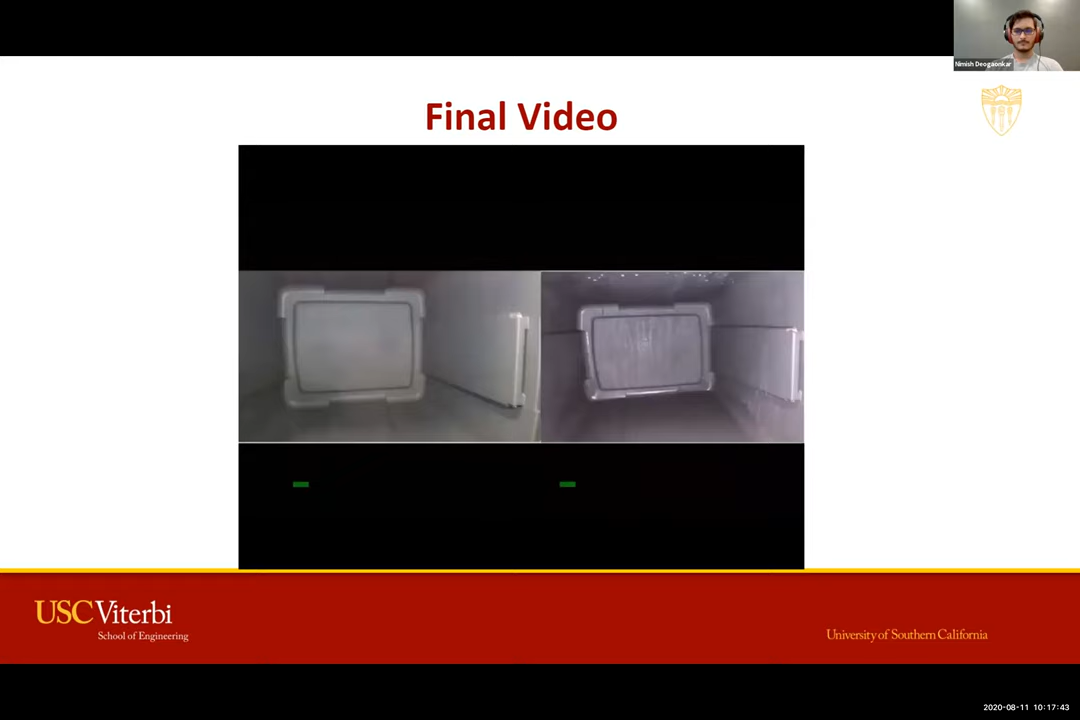 Nimish Deogaonkar
Final Video
USC Viterbi
School of Engineering
University of Southern California
2020-08-11 10:17:43